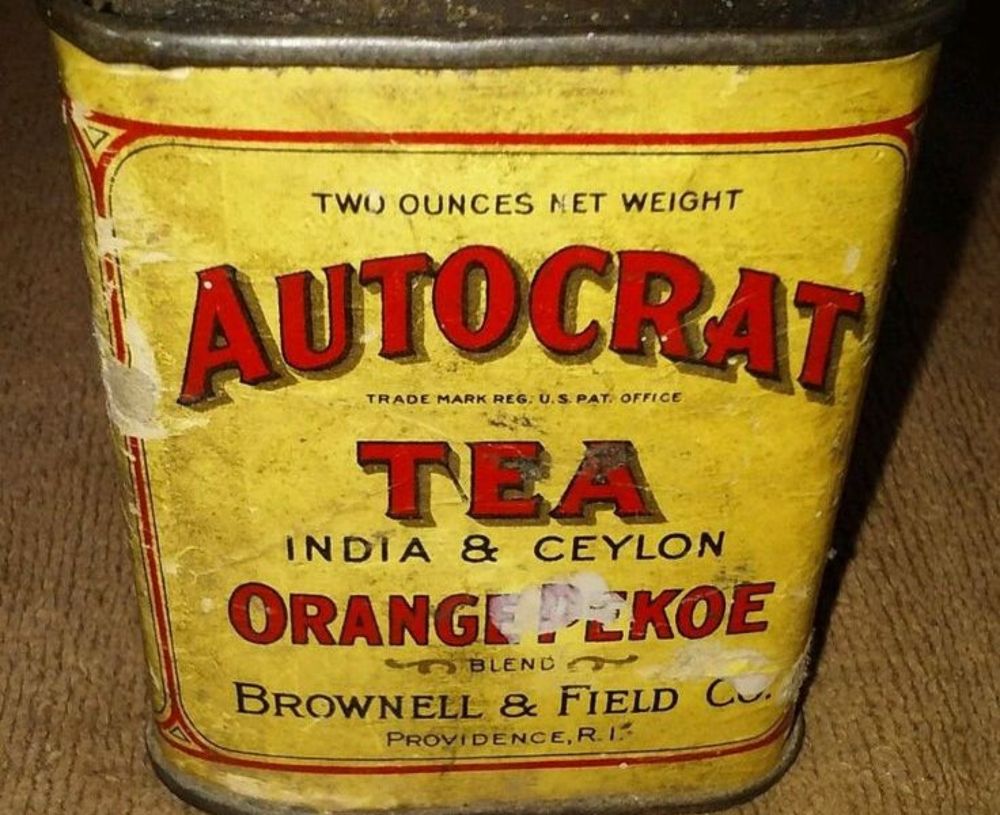 TWO OUNCES NET WEIGHT
AUTOCRAT
TRADE MARK REG. U.S. PAT. OFFICE
TEA
INDIA & CEYLON
ORANGE PEKOE
BLEND
BROWNELL & FIELD CO.
PROVIDENCE, R.I.